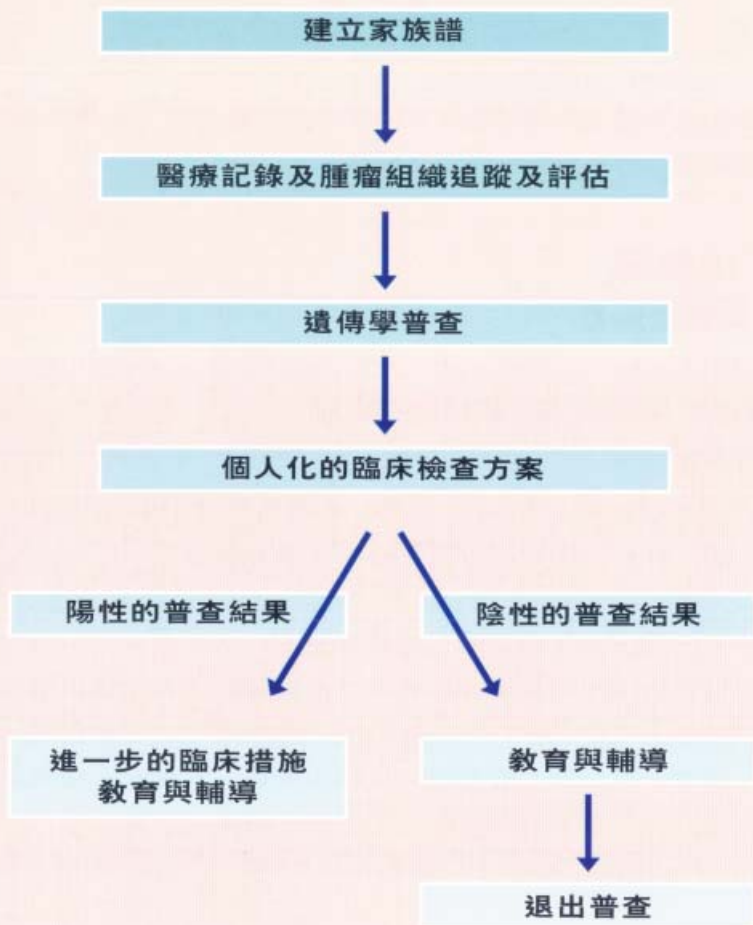 建立家族譜
醫療記錄及腫瘤組織追蹤及評估
遺傳學普查
個人化的臨床檢查方案
陽性的普查結果
陰性的普查結果
進一步的臨床措施
教育與輔導
教育與輔導
退出普查